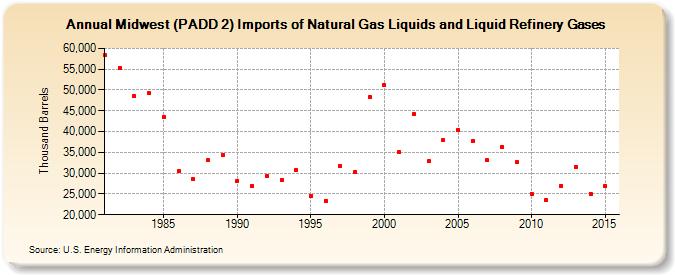 Annual Midwest (PADD 2) Imports of Natural Gas Liquids and Liquid Refinery Gases
Thousand Barrels
60,000
55,000
50,000
45,000
40,000
35,000
30,000
25,000
20,000
1985 1990 1995 2000 2005 2010 2015
Source: U.S. Energy Information Administration